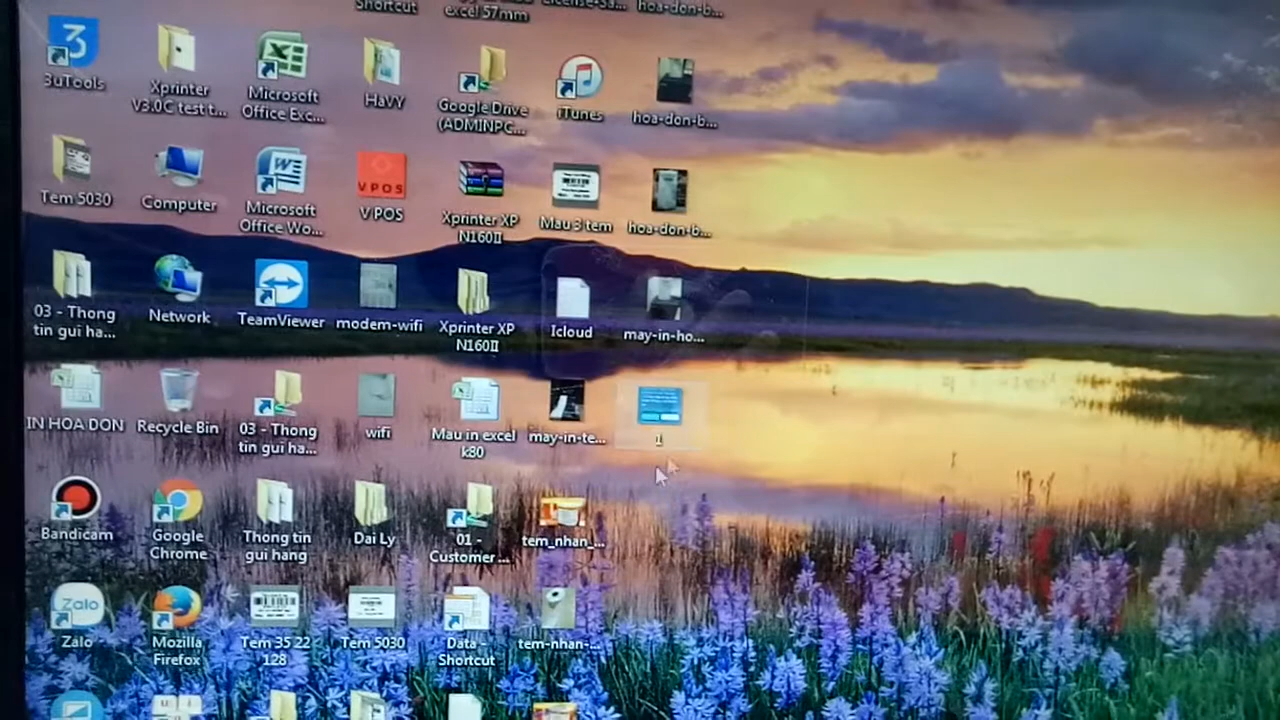 Shortcut
excel 57mm
hoa-don-b...
3uTools
Xprinter
V3.0C test t...
Microsoft
Office Exc...
HaVY
Google Drive
(ADMINPC...
iTunes
hoa-don-b...
Tem 5030
Computer
Microsoft
Office Wo...
VPOS
V POS
Xprinter XP
N160II
Mau 3 tem
hoa-don-b...
03 - Thong
tin gui ha...
Network
TeamViewer
modem-wifi
Xprinter XP
N160II
Icloud
may-in-ho...
IN HOA DON
Recycle Bin
03 - Thong
tin gui ha...
wifi
Mau in excel
k80
may-in-te...
1
Bandicam
Google
Chrome
Thong tin
gui hang
Dai Ly
01 -
Customer ...
tem_nhan_...
Zalo
Zalo
Mozilla
Firefox
Tem 35 22
128
Tem 5030
Data -
Shortcut
tem-nhan-...